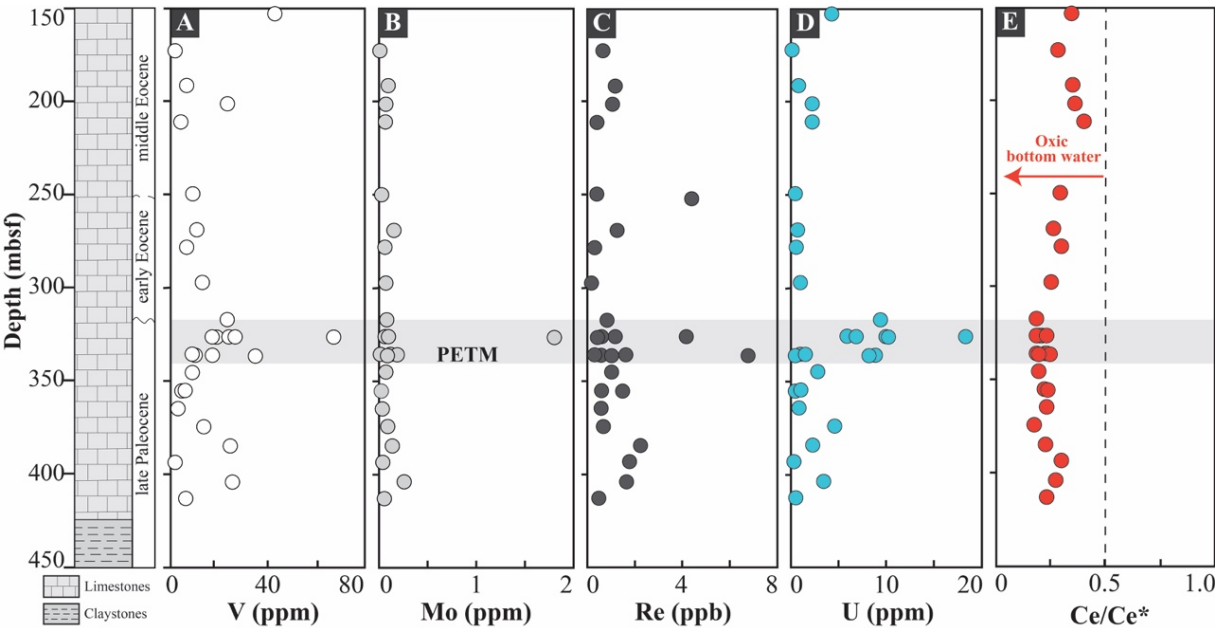 A
B
C
D
E
150
200
250
300
350
400
450
Depth (mbsf)
middle Eocene
early Eocene
late Paleocene
Oxic
bottom water
PETM
0 40 80
0 1 2
0 4 8
0 10 20
0 0.5 1.0
V (ppm)
Mo (ppm)
Re (ppb)
U (ppm)
Ce/Ce*
Limestones
Claystones